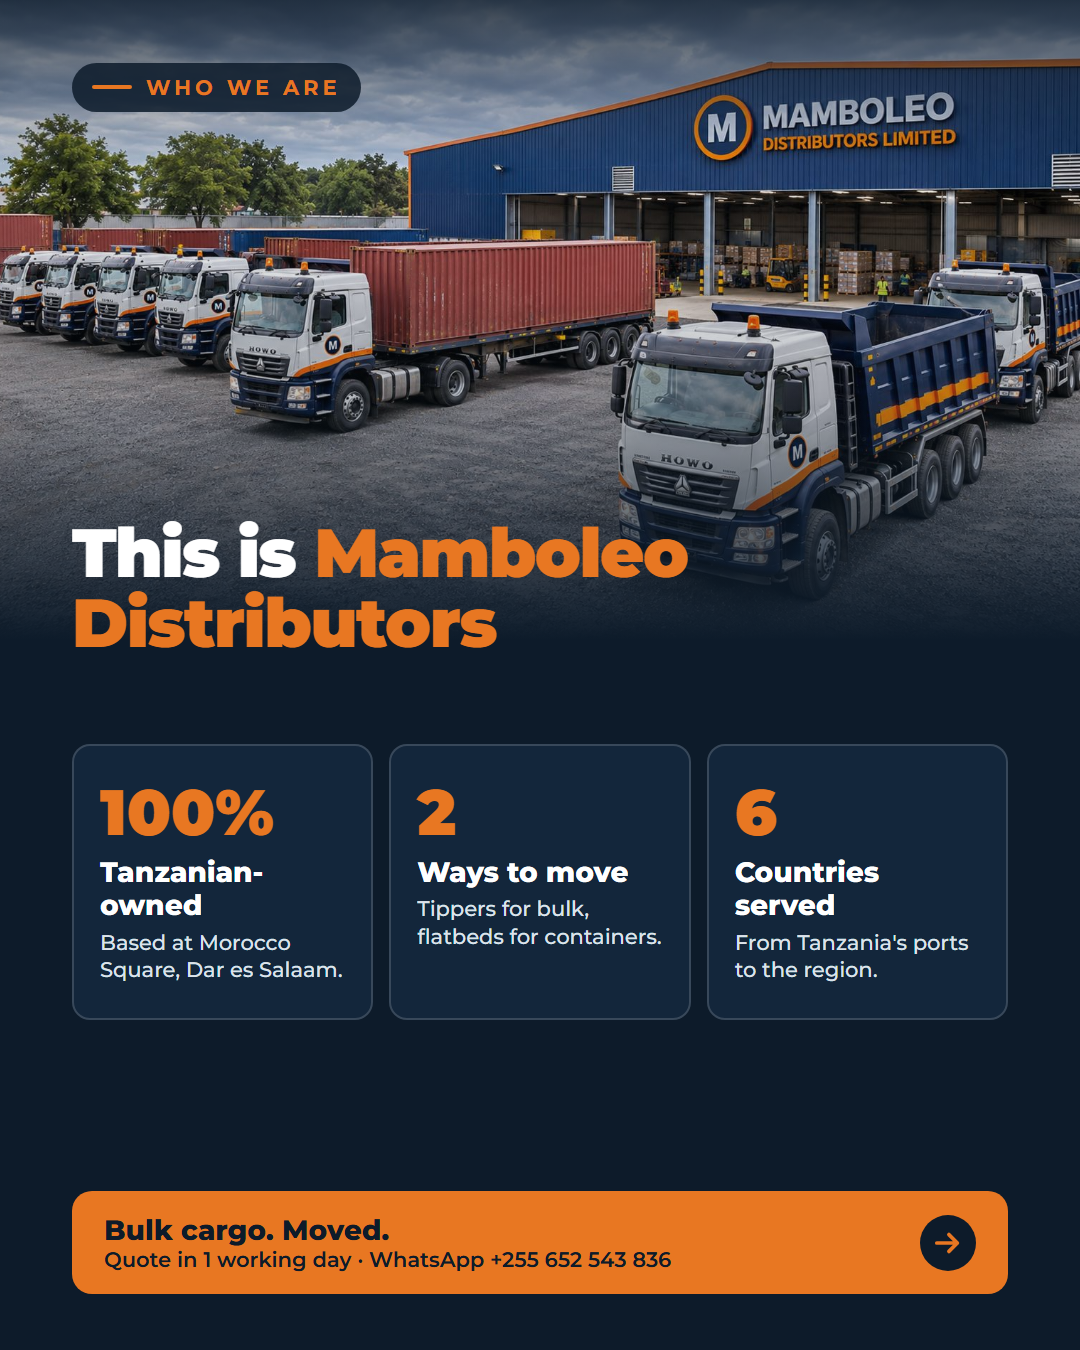 WHO WE ARE
M MAMBOLEO
DISTRIBUTORS LIMITED
M
M
M
M
HOWO
M
HOWO
M
M
This is Mamboleo
Distributors
100%
Tanzanian-
owned
Based at Morocco
Square, Dar es Salaam.
2
Ways to move
Tippers for bulk,
flatbeds for containers.
6
Countries
served
From Tanzania's ports
to the region.
Bulk cargo. Moved.
Quote in 1 working day · WhatsApp +255 652 543 836